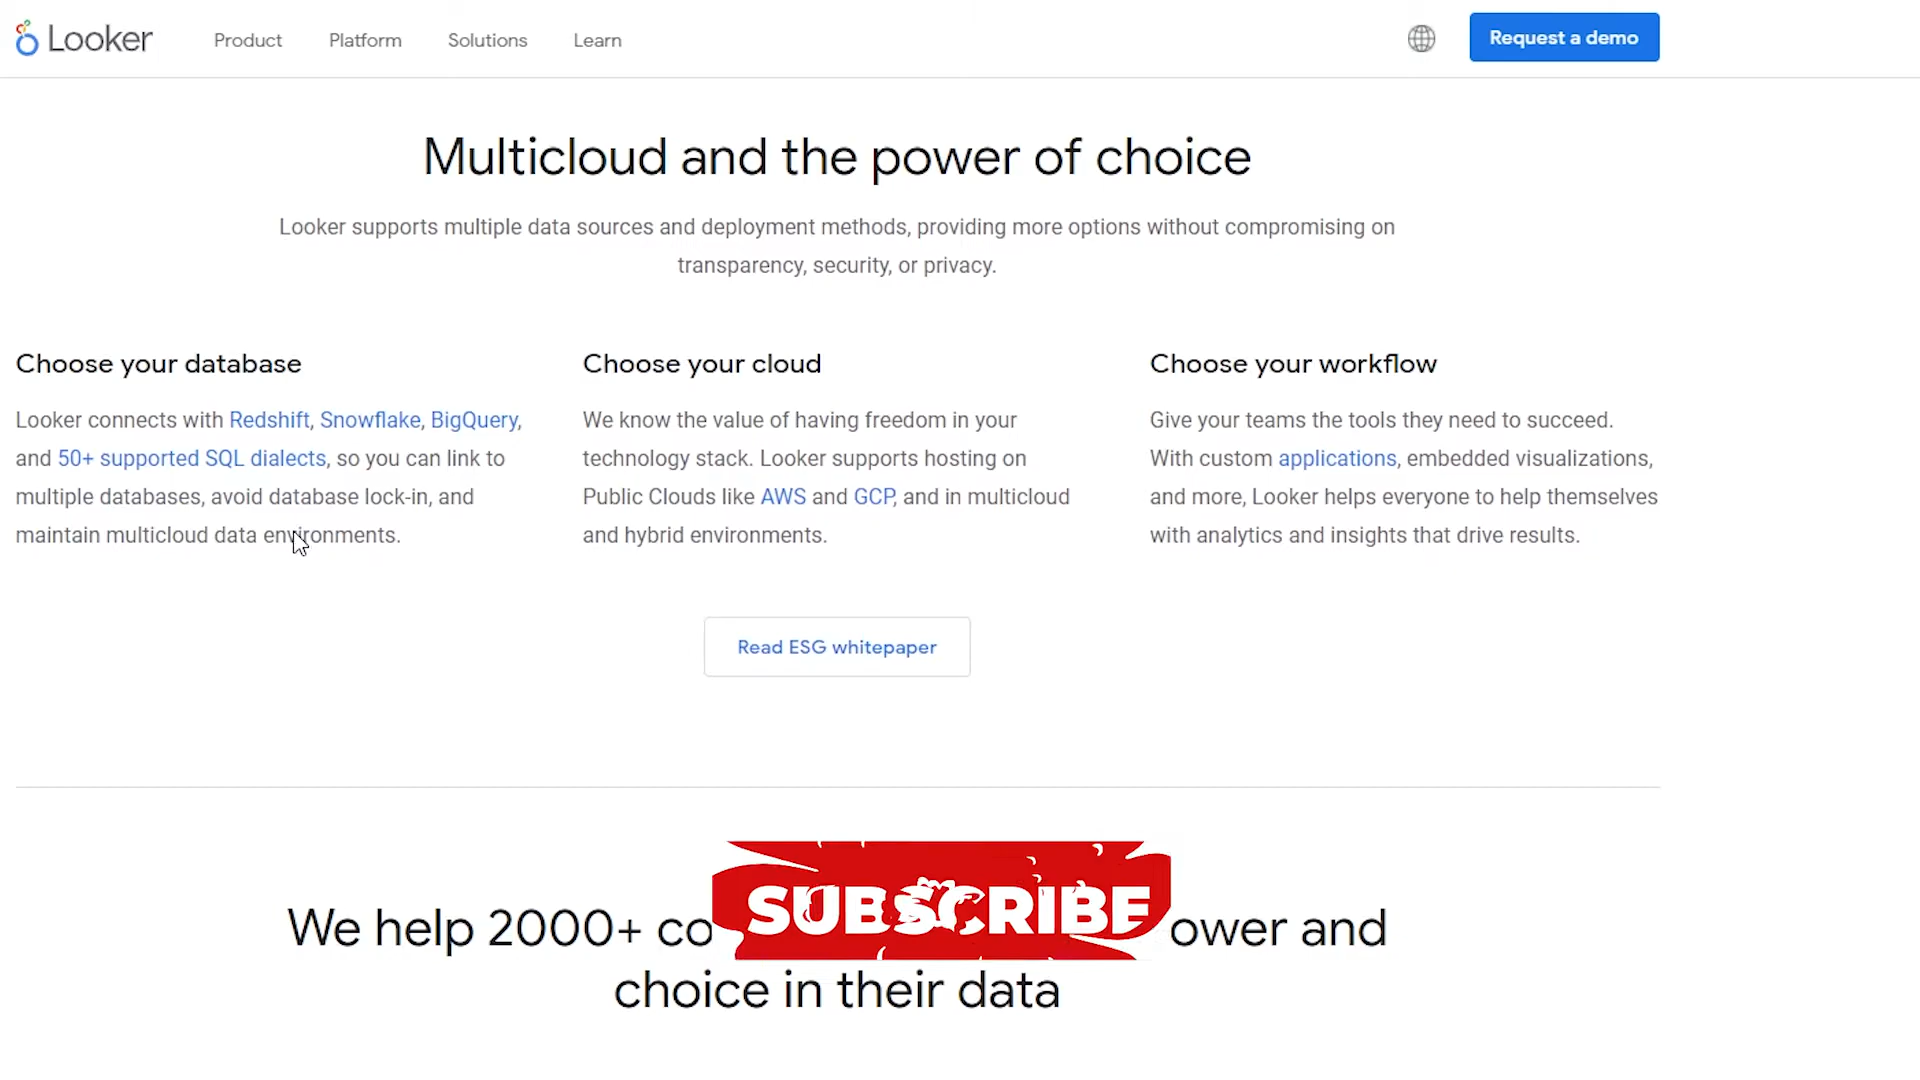 Looker
Product
Platform
Solutions
Learn
Request a demo
Multicloud and the power of choice
Looker supports multiple data sources and deployment methods, providing more options without compromising on
transparency, security, or privacy.
Choose your database
Looker connects with Redshift, Snowflake, BigQuery,
and 50+ supported SQL dialects, so you can link to
multiple databases, avoid database lock-in, and
maintain multicloud data environments.
Choose your cloud
We know the value of having freedom in your
technology stack. Looker supports hosting on
Public Clouds like AWS and GCP, and in multicloud
and hybrid environments.
Choose your workflow
Give your teams the tools they need to succeed.
With custom applications, embedded visualizations,
and more, Looker helps everyone to help themselves
with analytics and insights that drive results.
Read ESG whitepaper
SUBSCRIBE
We help 2000+ co ower and
choice in their data